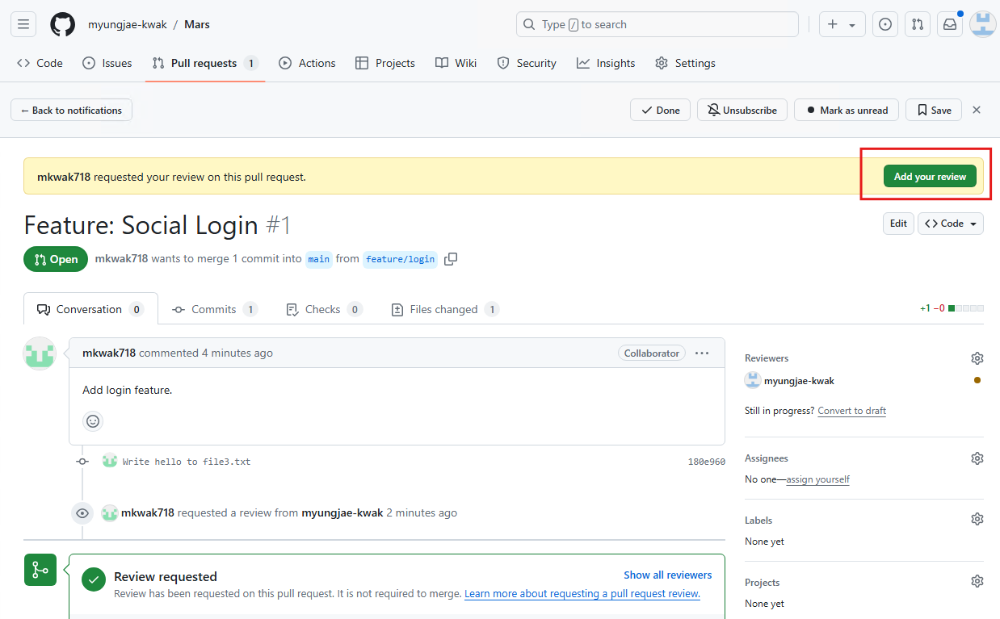 myungjae-kwak / Mars
Type / to search
Code Issues Pull requests 1 Actions Projects Wiki Security Insights Settings
← Back to notifications
Done Unsubscribe Mark as unread Save
mkwak718 requested your review on this pull request.
Add your review
Feature: Social Login #1
Edit <> Code
Open mkwak718 wants to merge 1 commit into main from feature/login
Conversation 0 Commits 1 Checks 0 Files changed 1
+1 −0
mkwak718 commented 4 minutes ago
Collaborator
Add login feature.
Write hello to file3.txt 180e960
mkwak718 requested a review from myungjae-kwak 2 minutes ago
Review requested
Show all reviewers
Review has been requested on this pull request. It is not required to merge. Learn more about requesting a pull request review.
Reviewers
myungjae-kwak
Still in progress? Convert to draft
Assignees
No one—assign yourself
Labels
None yet
Projects
None yet